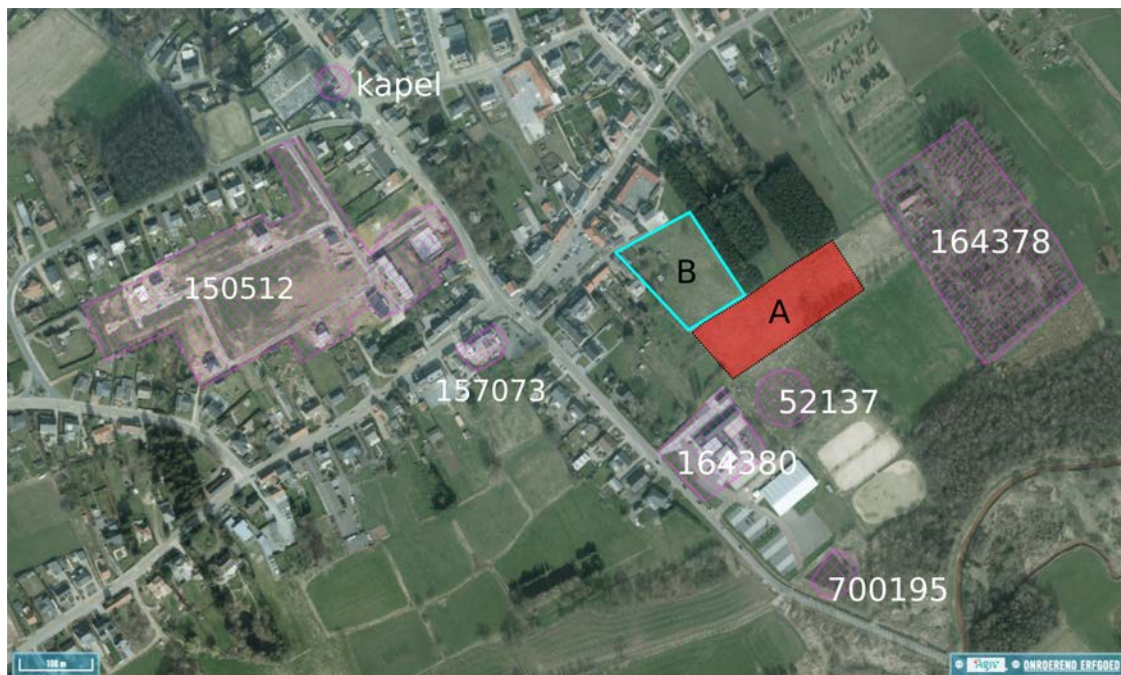 kapel
164378
B
150512
A
157073
52137
164380
700195
100 m
© Agiv © ONROEREND ERFGOED